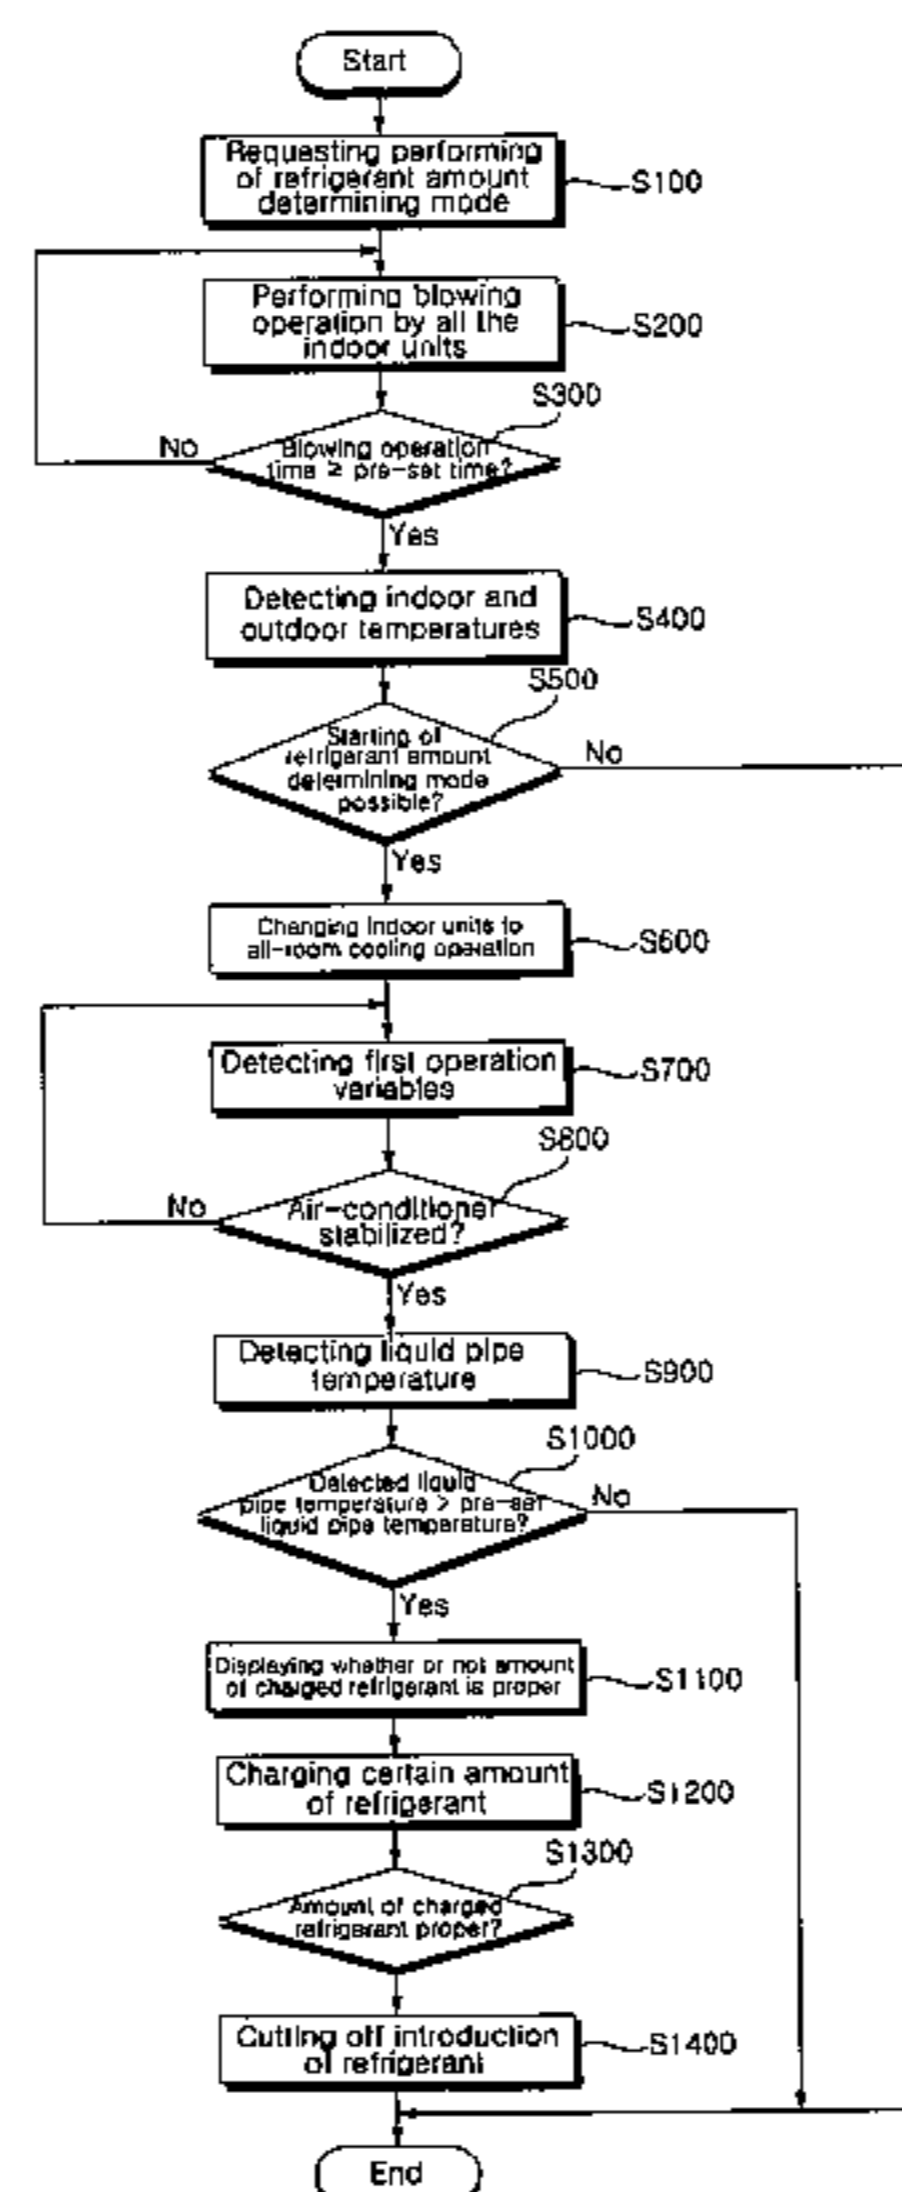 Start
Requesting performing
of refrigerant amount
determining mode
S100
Performing blowing
operation by all the
indoor units
S200
S300
Blowing operation
time ≥ pre-set time?
No
Yes
Detecting indoor and
outdoor temperatures
S400
S500
Starting of
refrigerant amount
determining mode
possible?
No
Yes
Changing indoor units to
all-room cooling operation
S600
Detecting first operation
variables
S700
S800
Air-conditioner
stabilized?
No
Yes
Detecting liquid pipe
temperature
S900
S1000
Detected liquid
pipe temperature > pre-set
liquid pipe temperature?
No
Yes
Displaying whether or not amount
of charged refrigerant is proper
S1100
Charging certain amount
of refrigerant
S1200
S1300
Amount of charged
refrigerant proper?
Cutting off introduction
of refrigerant
S1400
End